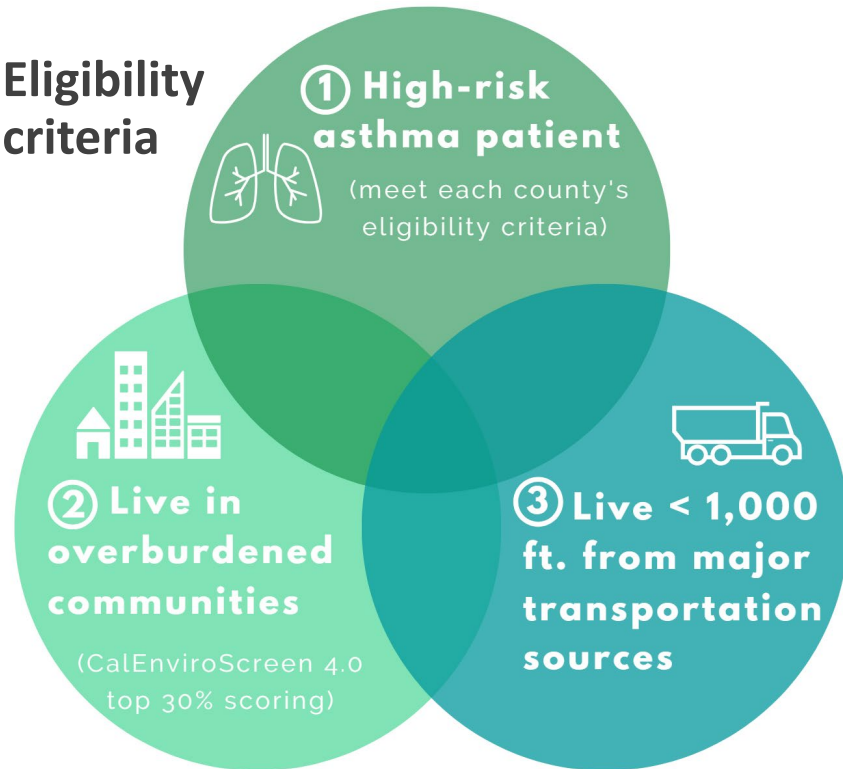 Eligibility
criteria
① High-risk
asthma patient
(meet each county's
eligibility criteria)
② Live in
overburdened
communities
(CalEnviroScreen 4.0
top 30% scoring)
③ Live < 1,000
ft. from major
transportation
sources